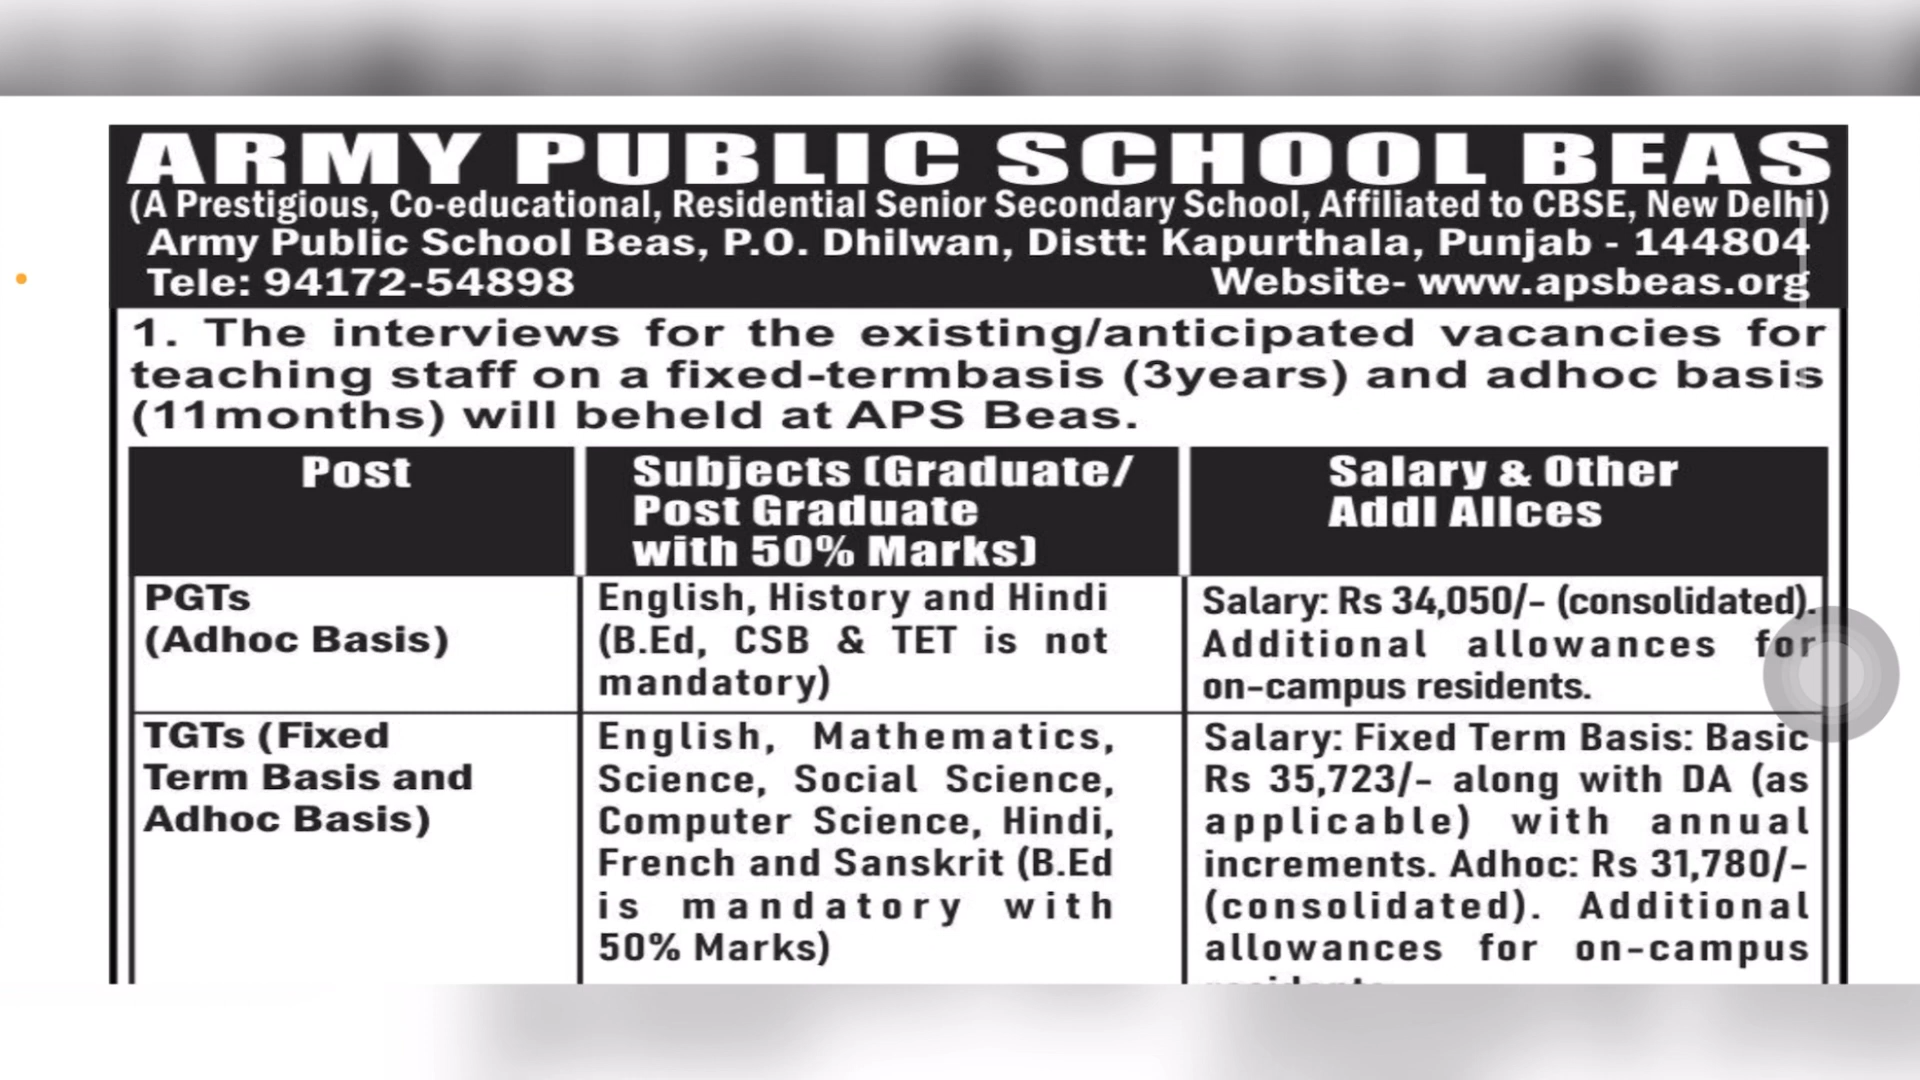 ARMY PUBLIC SCHOOL BEAS
(A Prestigious, Co-educational, Residential Senior Secondary School, Affiliated to CBSE, New Delhi)
Army Public School Beas, P.O. Dhilwan, Distt: Kapurthala, Punjab - 144804
Tele: 94172-54898 Website- www.apsbeas.org
1. The interviews for the existing/anticipated vacancies for
teaching staff on a fixed-termbasis (3years) and adhoc basis
(11months) will beheld at APS Beas.
Post
Subjects (Graduate/
Post Graduate
with 50% Marks)
Salary & Other
Addl Allces
PGTs
(Adhoc Basis)
English, History and Hindi
(B.Ed, CSB & TET is not
mandatory)
Salary: Rs 34,050/- (consolidated).
Additional allowances for
on-campus residents.
TGTs (Fixed
Term Basis and
Adhoc Basis)
English, Mathematics,
Science, Social Science,
Computer Science, Hindi,
French and Sanskrit (B.Ed
is mandatory with
50% Marks)
Salary: Fixed Term Basis: Basic
Rs 35,723/- along with DA (as
applicable) with annual
increments. Adhoc: Rs 31,780/-
(consolidated). Additional
allowances for on-campus